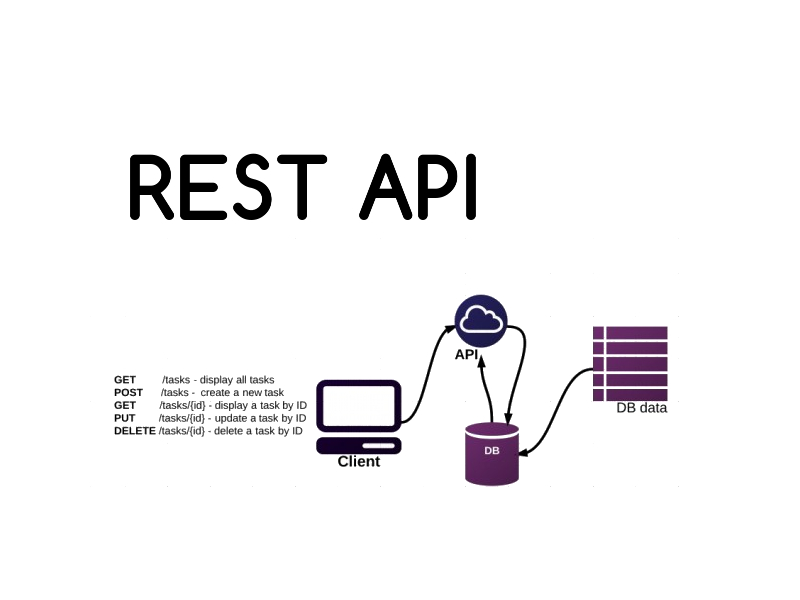 REST API
API
GET /tasks - display all tasks
POST /tasks - create a new task
GET /tasks/{id} - display a task by ID
PUT /tasks/{id} - update a task by ID
DELETE /tasks/{id} - delete a task by ID
Client
DB
DB data